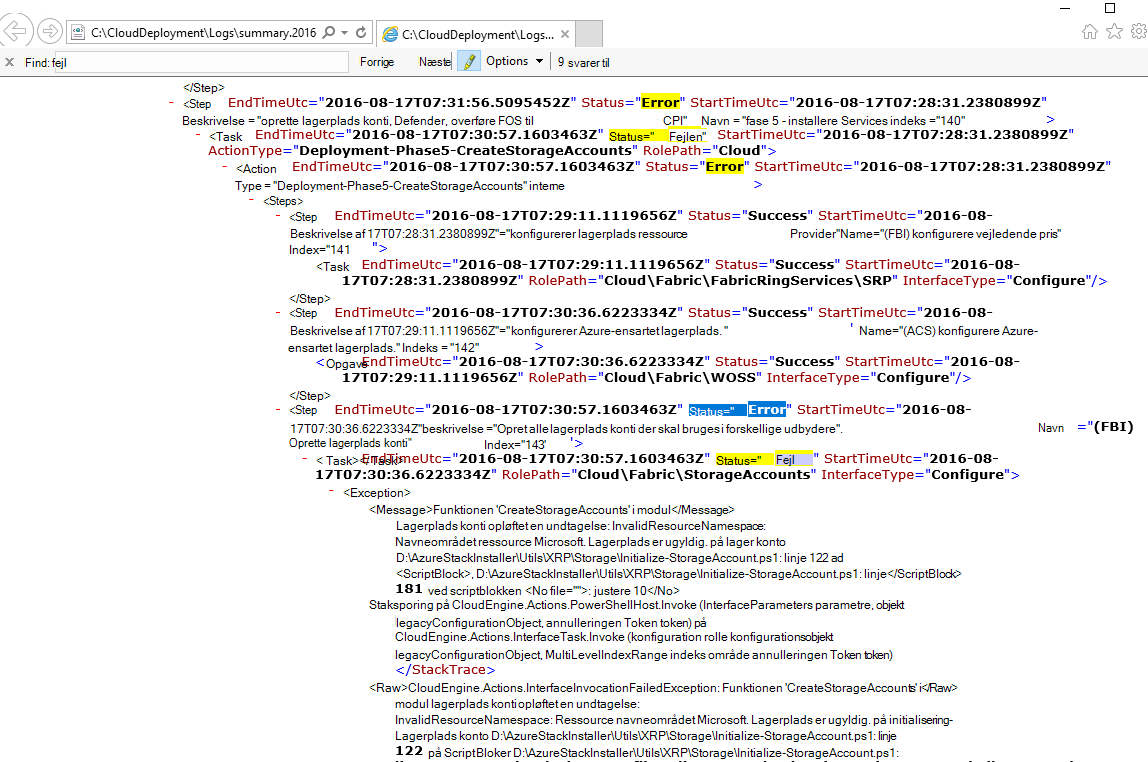 C:\CloudDeployment\Logs\summary.2016
C:\CloudDeployment\Logs...
Find: fejl Forrige Næste Options 9 svarer til
</Step>
- <Step EndTimeUtc="2016-08-17T07:31:56.5095452Z" Status="Error" StartTimeUtc="2016-08-17T07:28:31.2380899Z"
Beskrivelse = "oprette lagerplads konti, Defender, overføre FOS til CPI" Navn = "fase 5 - installere Services indeks = "140" >
- <Task EndTimeUtc="2016-08-17T07:30:57.1603463Z" Status=" Fejlen" StartTimeUtc="2016-08-17T07:28:31.2380899Z"
ActionType="Deployment-Phase5-CreateStorageAccounts" RolePath="Cloud">
- <Action EndTimeUtc="2016-08-17T07:30:57.1603463Z" Status="Error" StartTimeUtc="2016-08-17T07:28:31.2380899Z"
Type = "Deployment-Phase5-CreateStorageAccounts" interne >
- <Steps>
- <Step EndTimeUtc="2016-08-17T07:29:11.1119656Z" Status="Success" StartTimeUtc="2016-08-
Beskrivelse af 17T07:28:31.2380899Z"="konfigurerer lagerplads ressource Provider"Name="(FBI) konfigurere vejledende pris"
Index="141 ">
<Task EndTimeUtc="2016-08-17T07:29:11.1119656Z" Status="Success" StartTimeUtc="2016-08-
17T07:28:31.2380899Z" RolePath="Cloud\Fabric\FabricRingServices\SRP" InterfaceType="Configure"/>
</Step>
- <Step EndTimeUtc="2016-08-17T07:30:36.6223334Z" Status="Success" StartTimeUtc="2016-08-
Beskrivelse af 17T07:29:11.1119656Z"="konfigurerer Azure-ensartet lagerplads. " ' Name="(ACS) konfigurere Azure-
ensartet lagerplads." Indeks = "142" >
<Opgave EndTimeUtc="2016-08-17T07:30:36.6223334Z" Status="Success" StartTimeUtc="2016-08-
17T07:29:11.1119656Z" RolePath="Cloud\Fabric\WOSS" InterfaceType="Configure"/>
</Step>
- <Step EndTimeUtc="2016-08-17T07:30:57.1603463Z" Status=" Error" StartTimeUtc="2016-08-
17T07:30:36.6223334Z"beskrivelse ="Opret alle lagerplads konti der skal bruges i forskellige udbydere". Navn ="(FBI)
Oprette lagerplads konti" Index="143' '>
- < Task></Task> EndTimeUtc="2016-08-17T07:30:57.1603463Z" Status=" Fejl " StartTimeUtc="2016-08-
17T07:30:36.6223334Z" RolePath="Cloud\Fabric\StorageAccounts" InterfaceType="Configure">
- <Exception>
<Message>Funktionen 'CreateStorageAccounts' i modul</Message>
Lagerplads konti opløftet en undtagelse: InvalidResourceNamespace:
Navneområdet ressource Microsoft. Lagerplads er ugyldig. på lager konto
D:\AzureStackInstaller\Utils\XRP\Storage\Initialize-StorageAccount.ps1: linje 122 ad
<ScriptBlock>, D:\AzureStackInstaller\Utils\XRP\Storage\Initialize-StorageAccount.ps1: linje</ScriptBlock>
181 ved scriptblokken <No file="">: justere 10</No>
Staksporing på CloudEngine.Actions.PowerShellHost.Invoke (InterfaceParameters parametre, objekt
legacyConfigurationObject, annulleringen Token token) på
CloudEngine.Actions.InterfaceTask.Invoke (konfiguration rolle konfigurationsobjekt
legacyConfigurationObject, MultiLevelIndexRange indeks område annulleringen Token token)
</StackTrace>
<Raw>CloudEngine.Actions.InterfaceInvocationFailedException: Funktionen 'CreateStorageAccounts' i</Raw>
modul lagerplads konti opløftet en undtagelse:
InvalidResourceNamespace: Ressource navneområdet Microsoft. Lagerplads er ugyldig. på initialisering-
Lagerplads konto D:\AzureStackInstaller\Utils\XRP\Storage\Initialize-StorageAccount.ps1: linje
122 på ScriptBloker D:\AzureStackInstaller\Utils\XRP\Storage\Initialize-StorageAccount.ps1: